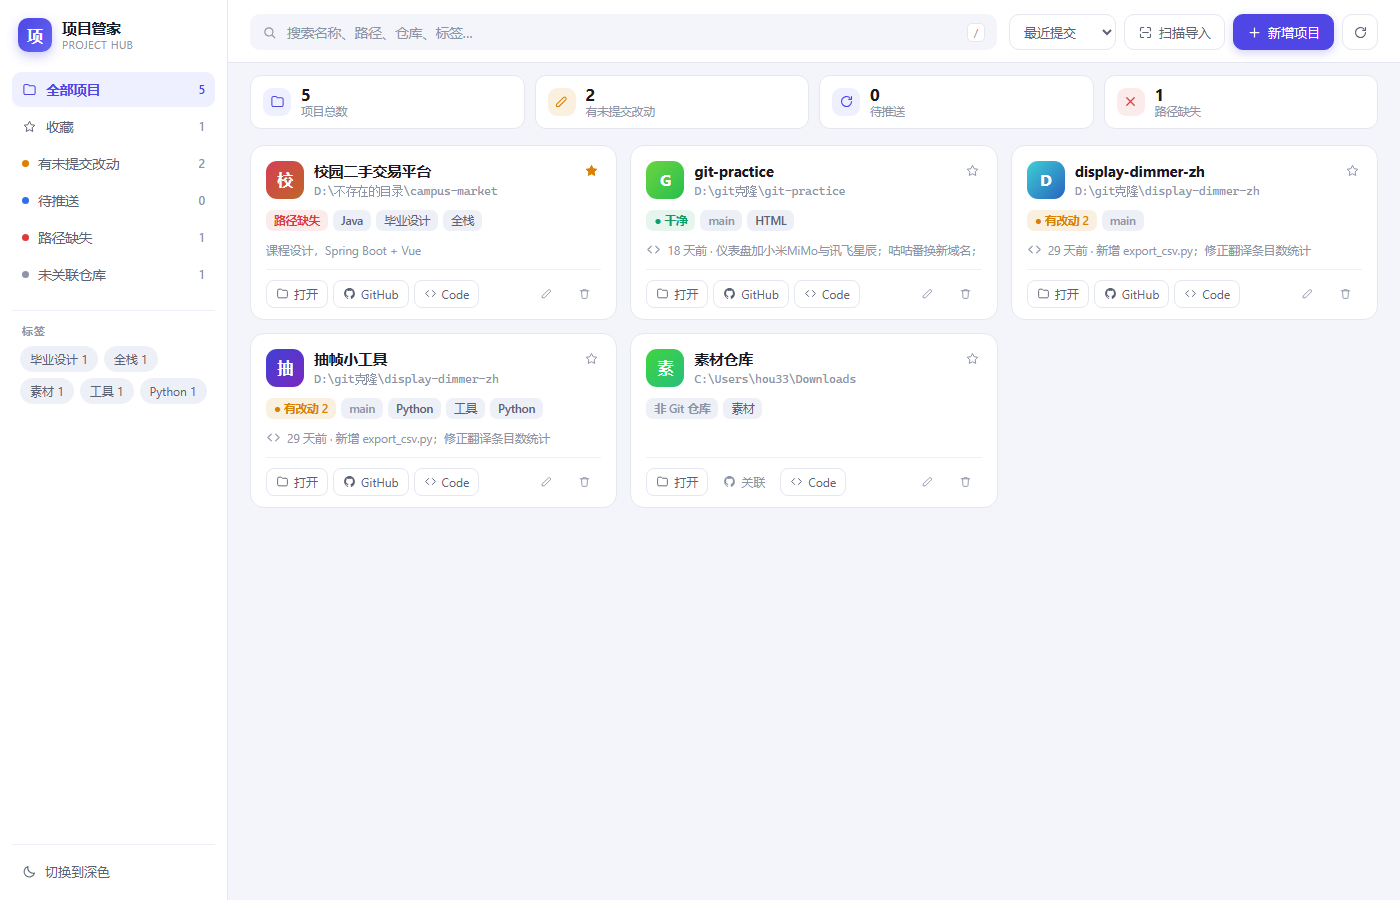 项
项目管家
PROJECT HUB
全部项目 5
收藏 1
有未提交改动 2
待推送 0
路径缺失 1
未关联仓库 1
标签
毕业设计 1 全栈 1
素材 1 工具 1 Python 1
切换到深色
搜索名称、路径、仓库、标签... /
最近提交
扫描导入
新增项目
5
项目总数
2
有未提交改动
0
待推送
1
路径缺失
校
校园二手交易平台
D:\不存在的目录\campus-market
路径缺失 Java 毕业设计 全栈
课程设计，Spring Boot + Vue
打开 GitHub Code
G
git-practice
D:\git克隆\git-practice
干净 main HTML
18 天前 · 仪表盘加小米MiMo与讯飞星辰；咕咕番换新域名；
打开 GitHub Code
D
display-dimmer-zh
D:\git克隆\display-dimmer-zh
有改动 2 main
29 天前 · 新增 export_csv.py；修正翻译条目数统计
打开 GitHub Code
抽
抽帧小工具
D:\git克隆\display-dimmer-zh
有改动 2 main Python 工具 Python
29 天前 · 新增 export_csv.py；修正翻译条目数统计
打开 GitHub Code
素
素材仓库
C:\Users\hou33\Downloads
非 Git 仓库 素材
打开 关联 Code